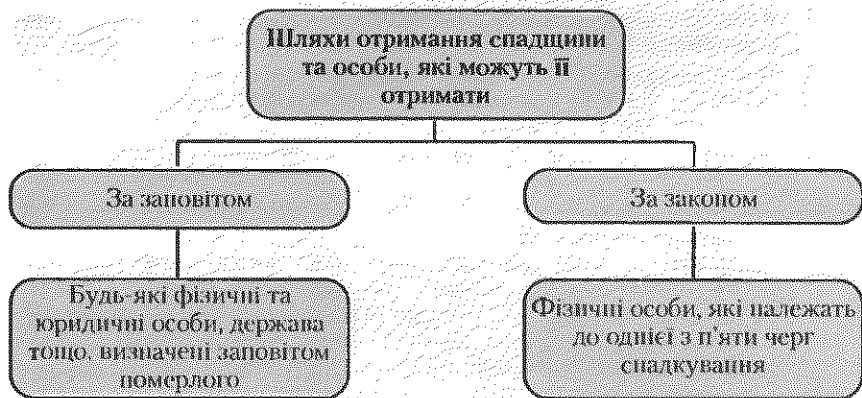 Шляхи отримання спадщини
та особи, які можуть її
отримати
За заповітом
За законом
Будь-які фізичні та
юридичні особи, держава
тощо, визначені заповітом
померлого
Фізичні особи, які належать
до однієї з п'яти черг
спадкування